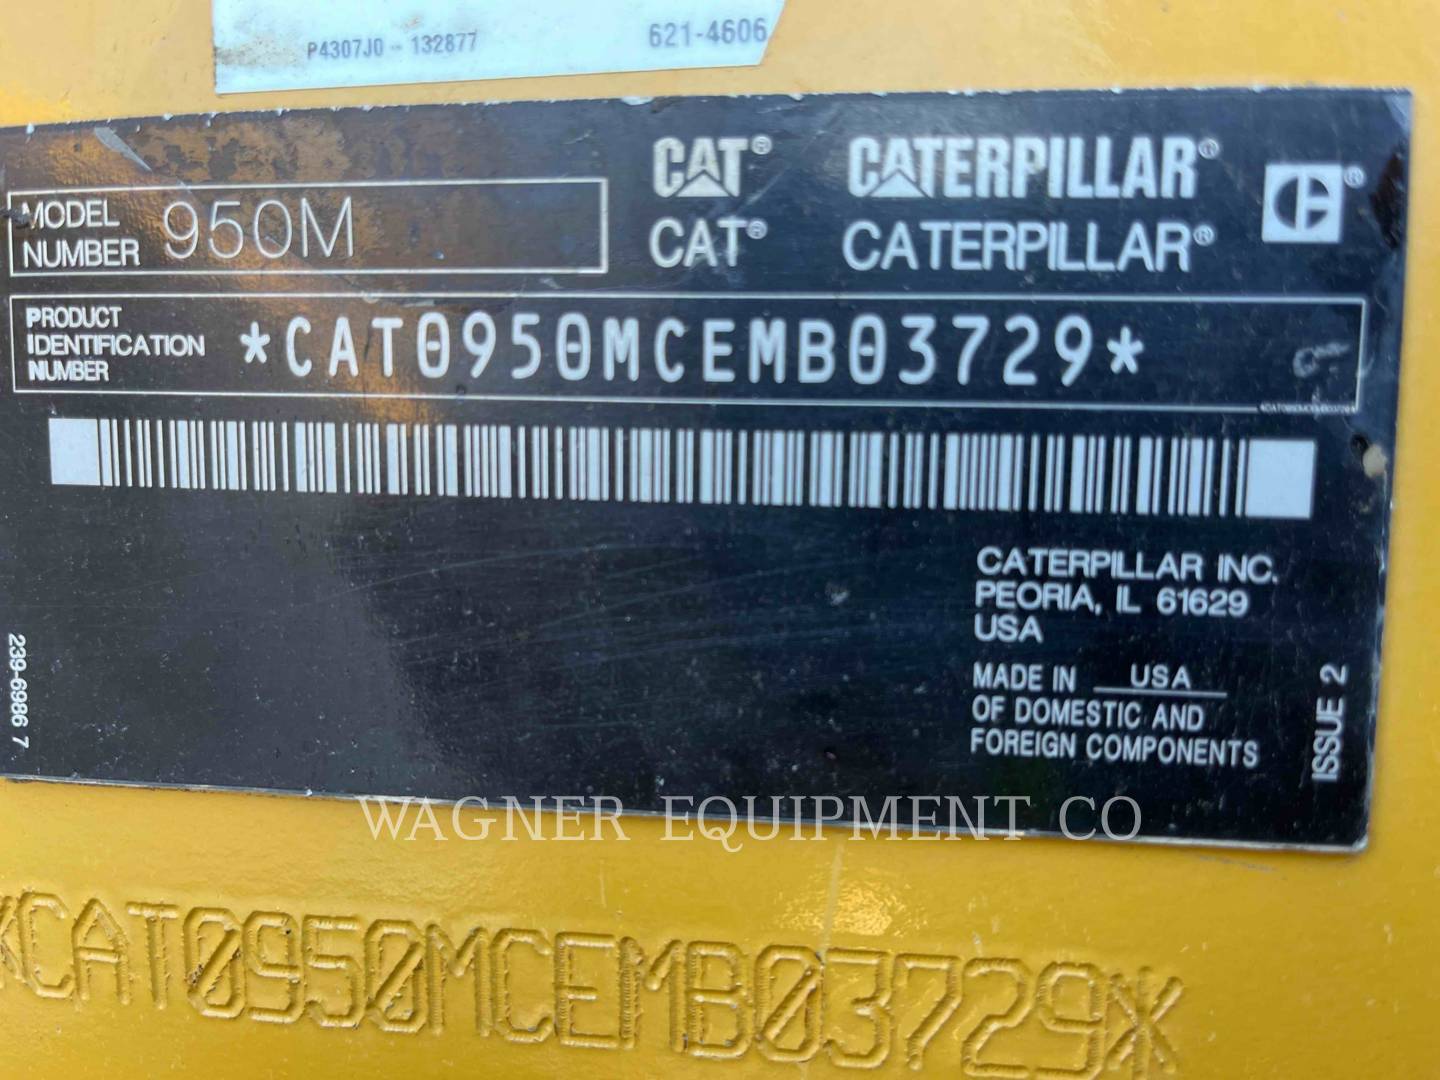 P4307J0 - 132877
621-4606
CAT® CATERPILLAR®
CAT® CATERPILLAR®
MODEL NUMBER 950M
PRODUCT IDENTIFICATION NUMBER *CAT0950MCEMB03729*
*CAT0950MCEMB03729*
CATERPILLAR INC.
PEORIA, IL 61629
USA
MADE IN USA
OF DOMESTIC AND
FOREIGN COMPONENTS
239-6986 7
ISSUE 2
WAGNER EQUIPMENT CO
*CAT0950MCEMB03729*